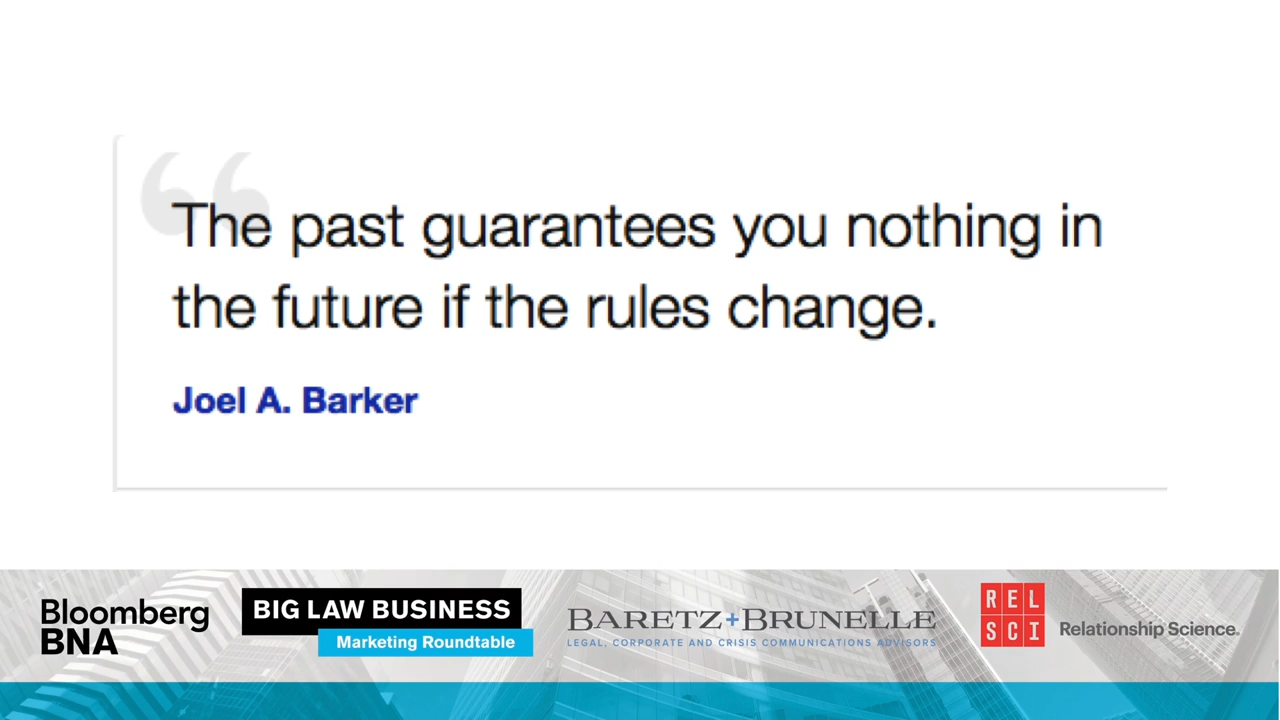 The past guarantees you nothing in
the future if the rules change.
Joel A. Barker
Bloomberg
BNA
BIG LAW BUSINESS
Marketing Roundtable
BARETZ+BRUNELLE
LEGAL, CORPORATE AND CRISIS COMMUNICATIONS ADVISORS
REL
SCI
Relationship Science.